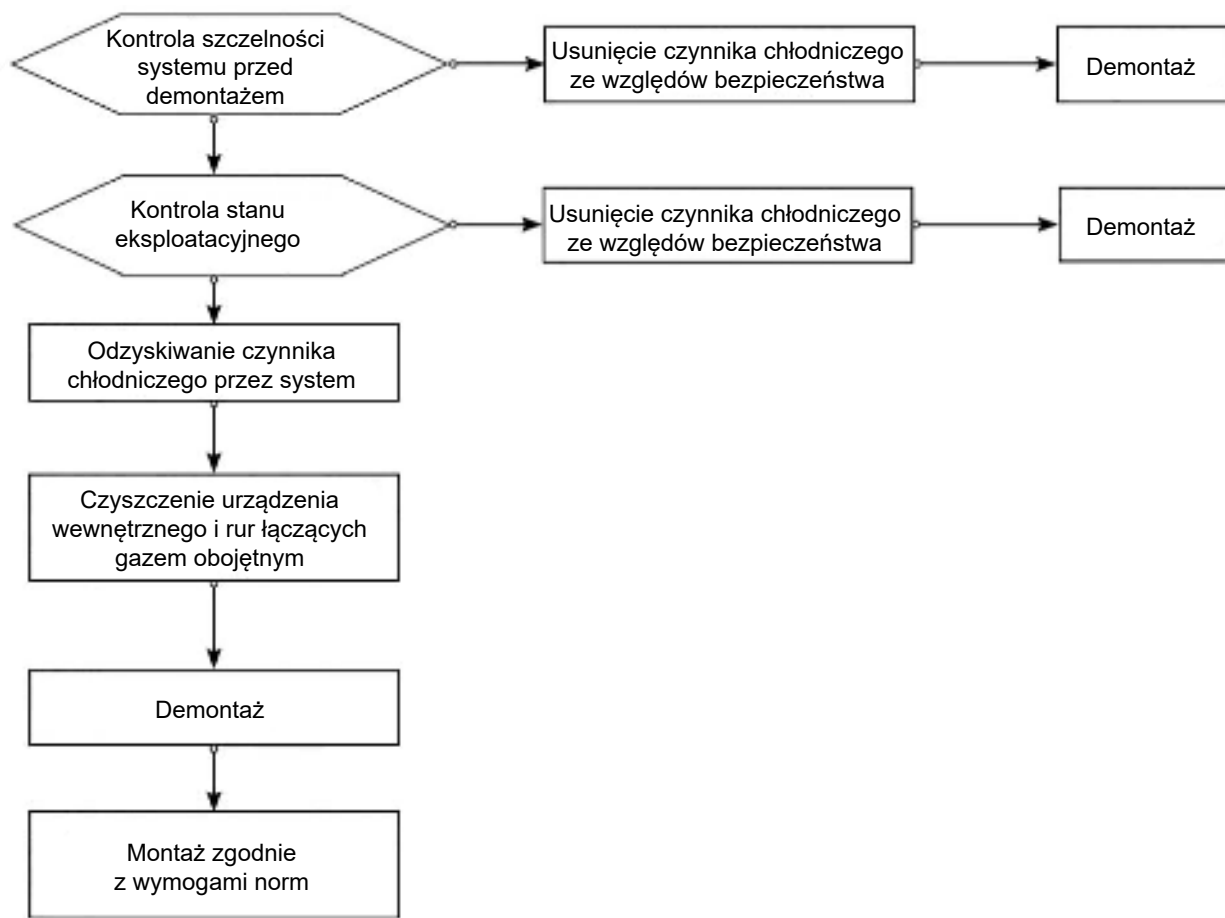 Kontrola szczelności
systemu przed
demontażem
Usunięcie czynnika chłodniczego
ze względów bezpieczeństwa
Demontaż
Kontrola stanu
eksploatacyjnego
Usunięcie czynnika chłodniczego
ze względów bezpieczeństwa
Demontaż
Odzyskiwanie czynnika
chłodniczego przez system
Czyszczenie urządzenia
wewnętrznego i rur łączących
gazem obojętnym
Demontaż
Montaż zgodnie
z wymogami norm